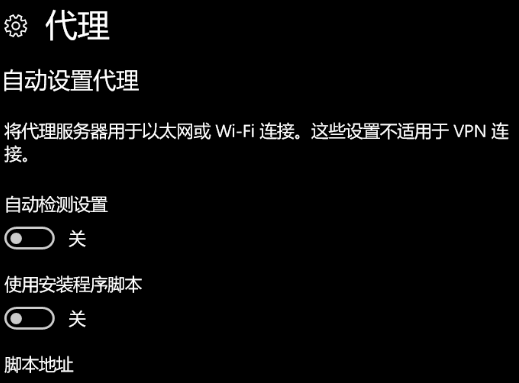 代理
自动设置代理
将代理服务器用于以太网或 Wi-Fi 连接。这些设置不适用于 VPN 连
接。
自动检测设置
关
使用安装程序脚本
关
脚本地址